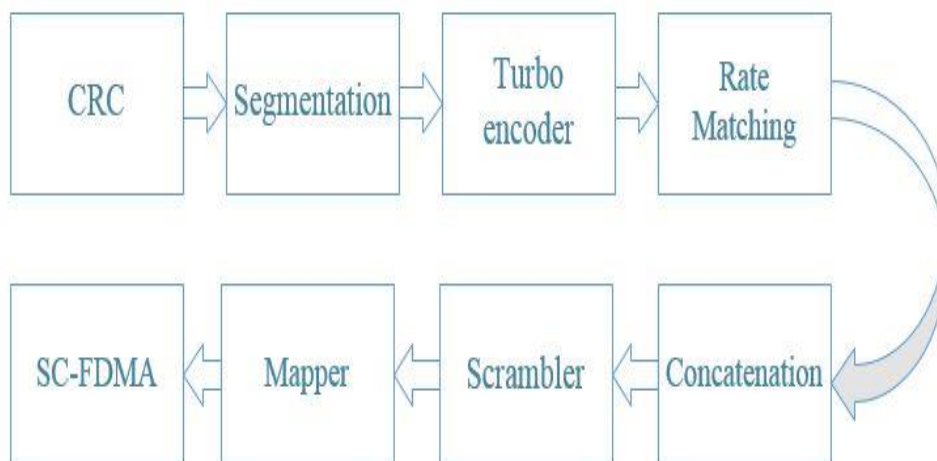 CRC
Segmentation
Turbo
encoder
Rate
Matching
Concatenation
Scrambler
Mapper
SC-FDMA